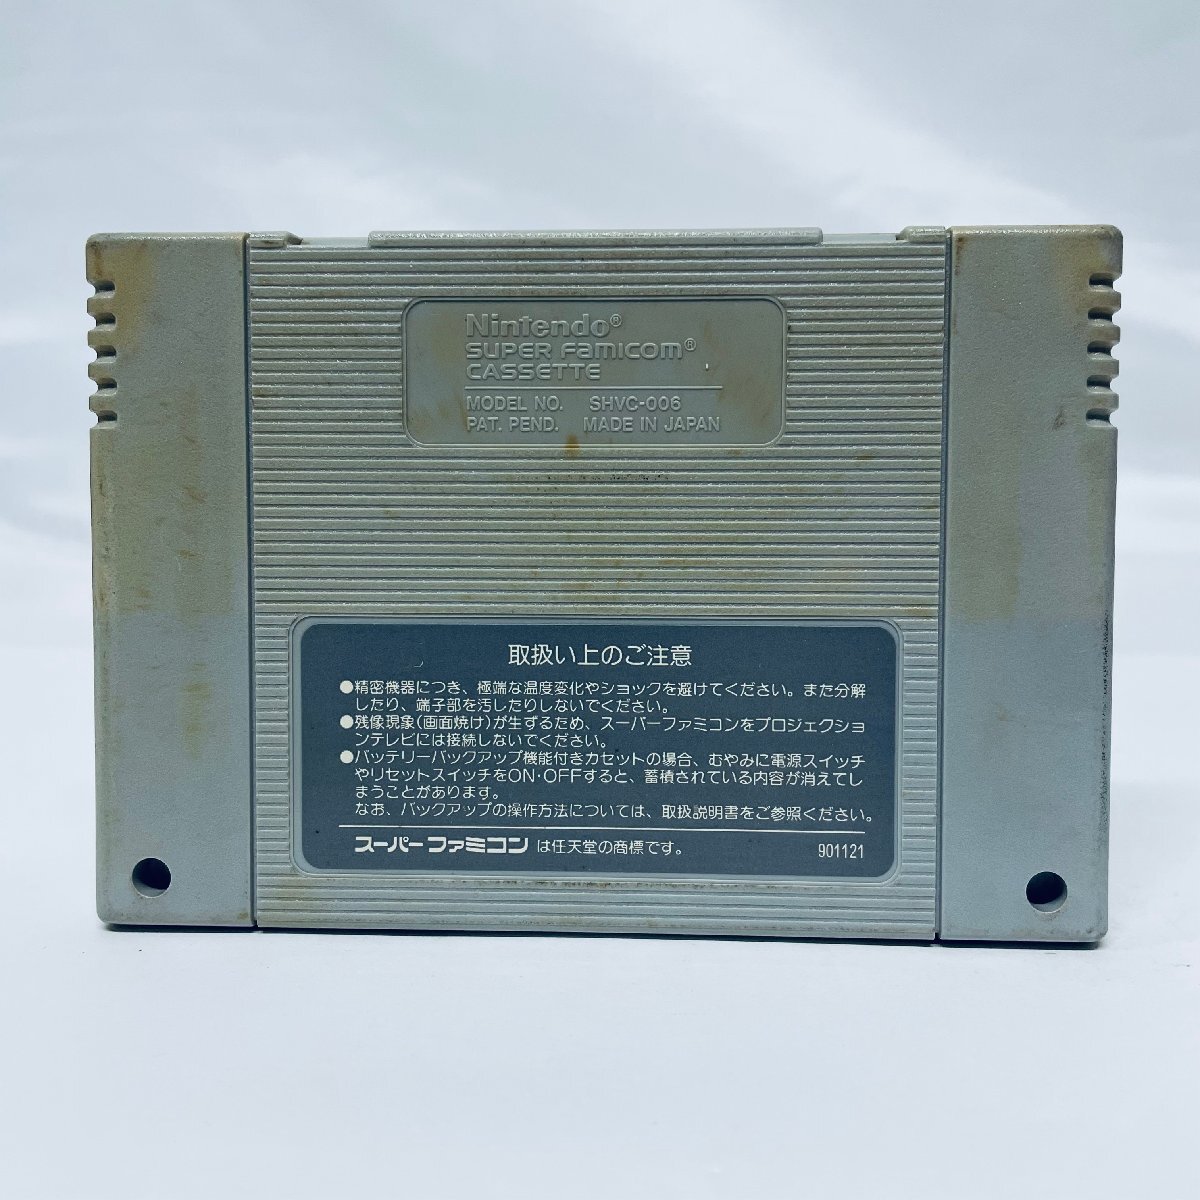 Nintendo®
SUPER FAMICOM®
CASSETTE
MODEL NO. SHVC-006
PAT. PEND. MADE IN JAPAN
取扱い上のご注意
●精密機器につき、極端な温度変化やショックを避けてください。また分解
したり、端子部を汚したりしないでください。
●残像現象(画面焼け)が生ずるため、スーパーファミコンをプロジェクショ
ンテレビには接続しないでください。
●バッテリーバックアップ機能付きカセットの場合、むやみに電源スイッチ
やリセットスイッチをON・OFFすると、蓄積されている内容が消えてし
まうことがあります。
なお、バックアップの操作方法については、取扱説明書をご参照ください。
スーパーファミコン は任天堂の商標です。 901121